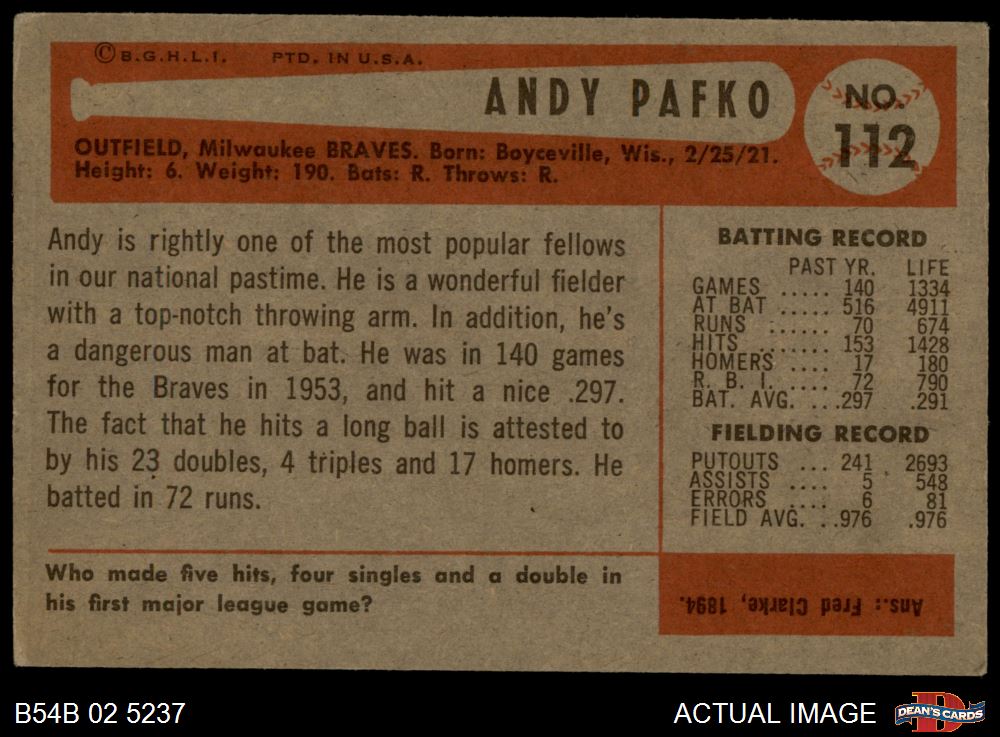 © B.G.H.L.I. PTD. IN U.S.A.
ANDY PAFKO
NO. 112
OUTFIELD, Milwaukee BRAVES. Born: Boyceville, Wis., 2/25/21.
Height: 6. Weight: 190. Bats: R. Throws: R.
Andy is rightly one of the most popular fellows
in our national pastime. He is a wonderful fielder
with a top-notch throwing arm. In addition, he's
a dangerous man at bat. He was in 140 games
for the Braves in 1953, and hit a nice .297.
The fact that he hits a long ball is attested to
by his 23 doubles, 4 triples and 17 homers. He
batted in 72 runs.
BATTING RECORD
PAST YR. LIFE
GAMES ..... 140 1334
AT BAT ..... 516 4911
RUNS ...... 70 674
HITS ....... 153 1428
HOMERS .... 17 180
R. B. I. .... 72 790
BAT. AVG. ...297 .291
FIELDING RECORD
PUTOUTS ... 241 2693
ASSISTS .... 5 548
ERRORS .... 6 81
FIELD AVG. ..976 .976
Who made five hits, four singles and a double in
his first major league game?
Ans.: Fred Clarke, 1894.
B54B 02 5237
ACTUAL IMAGE
DEAN'S CARDS